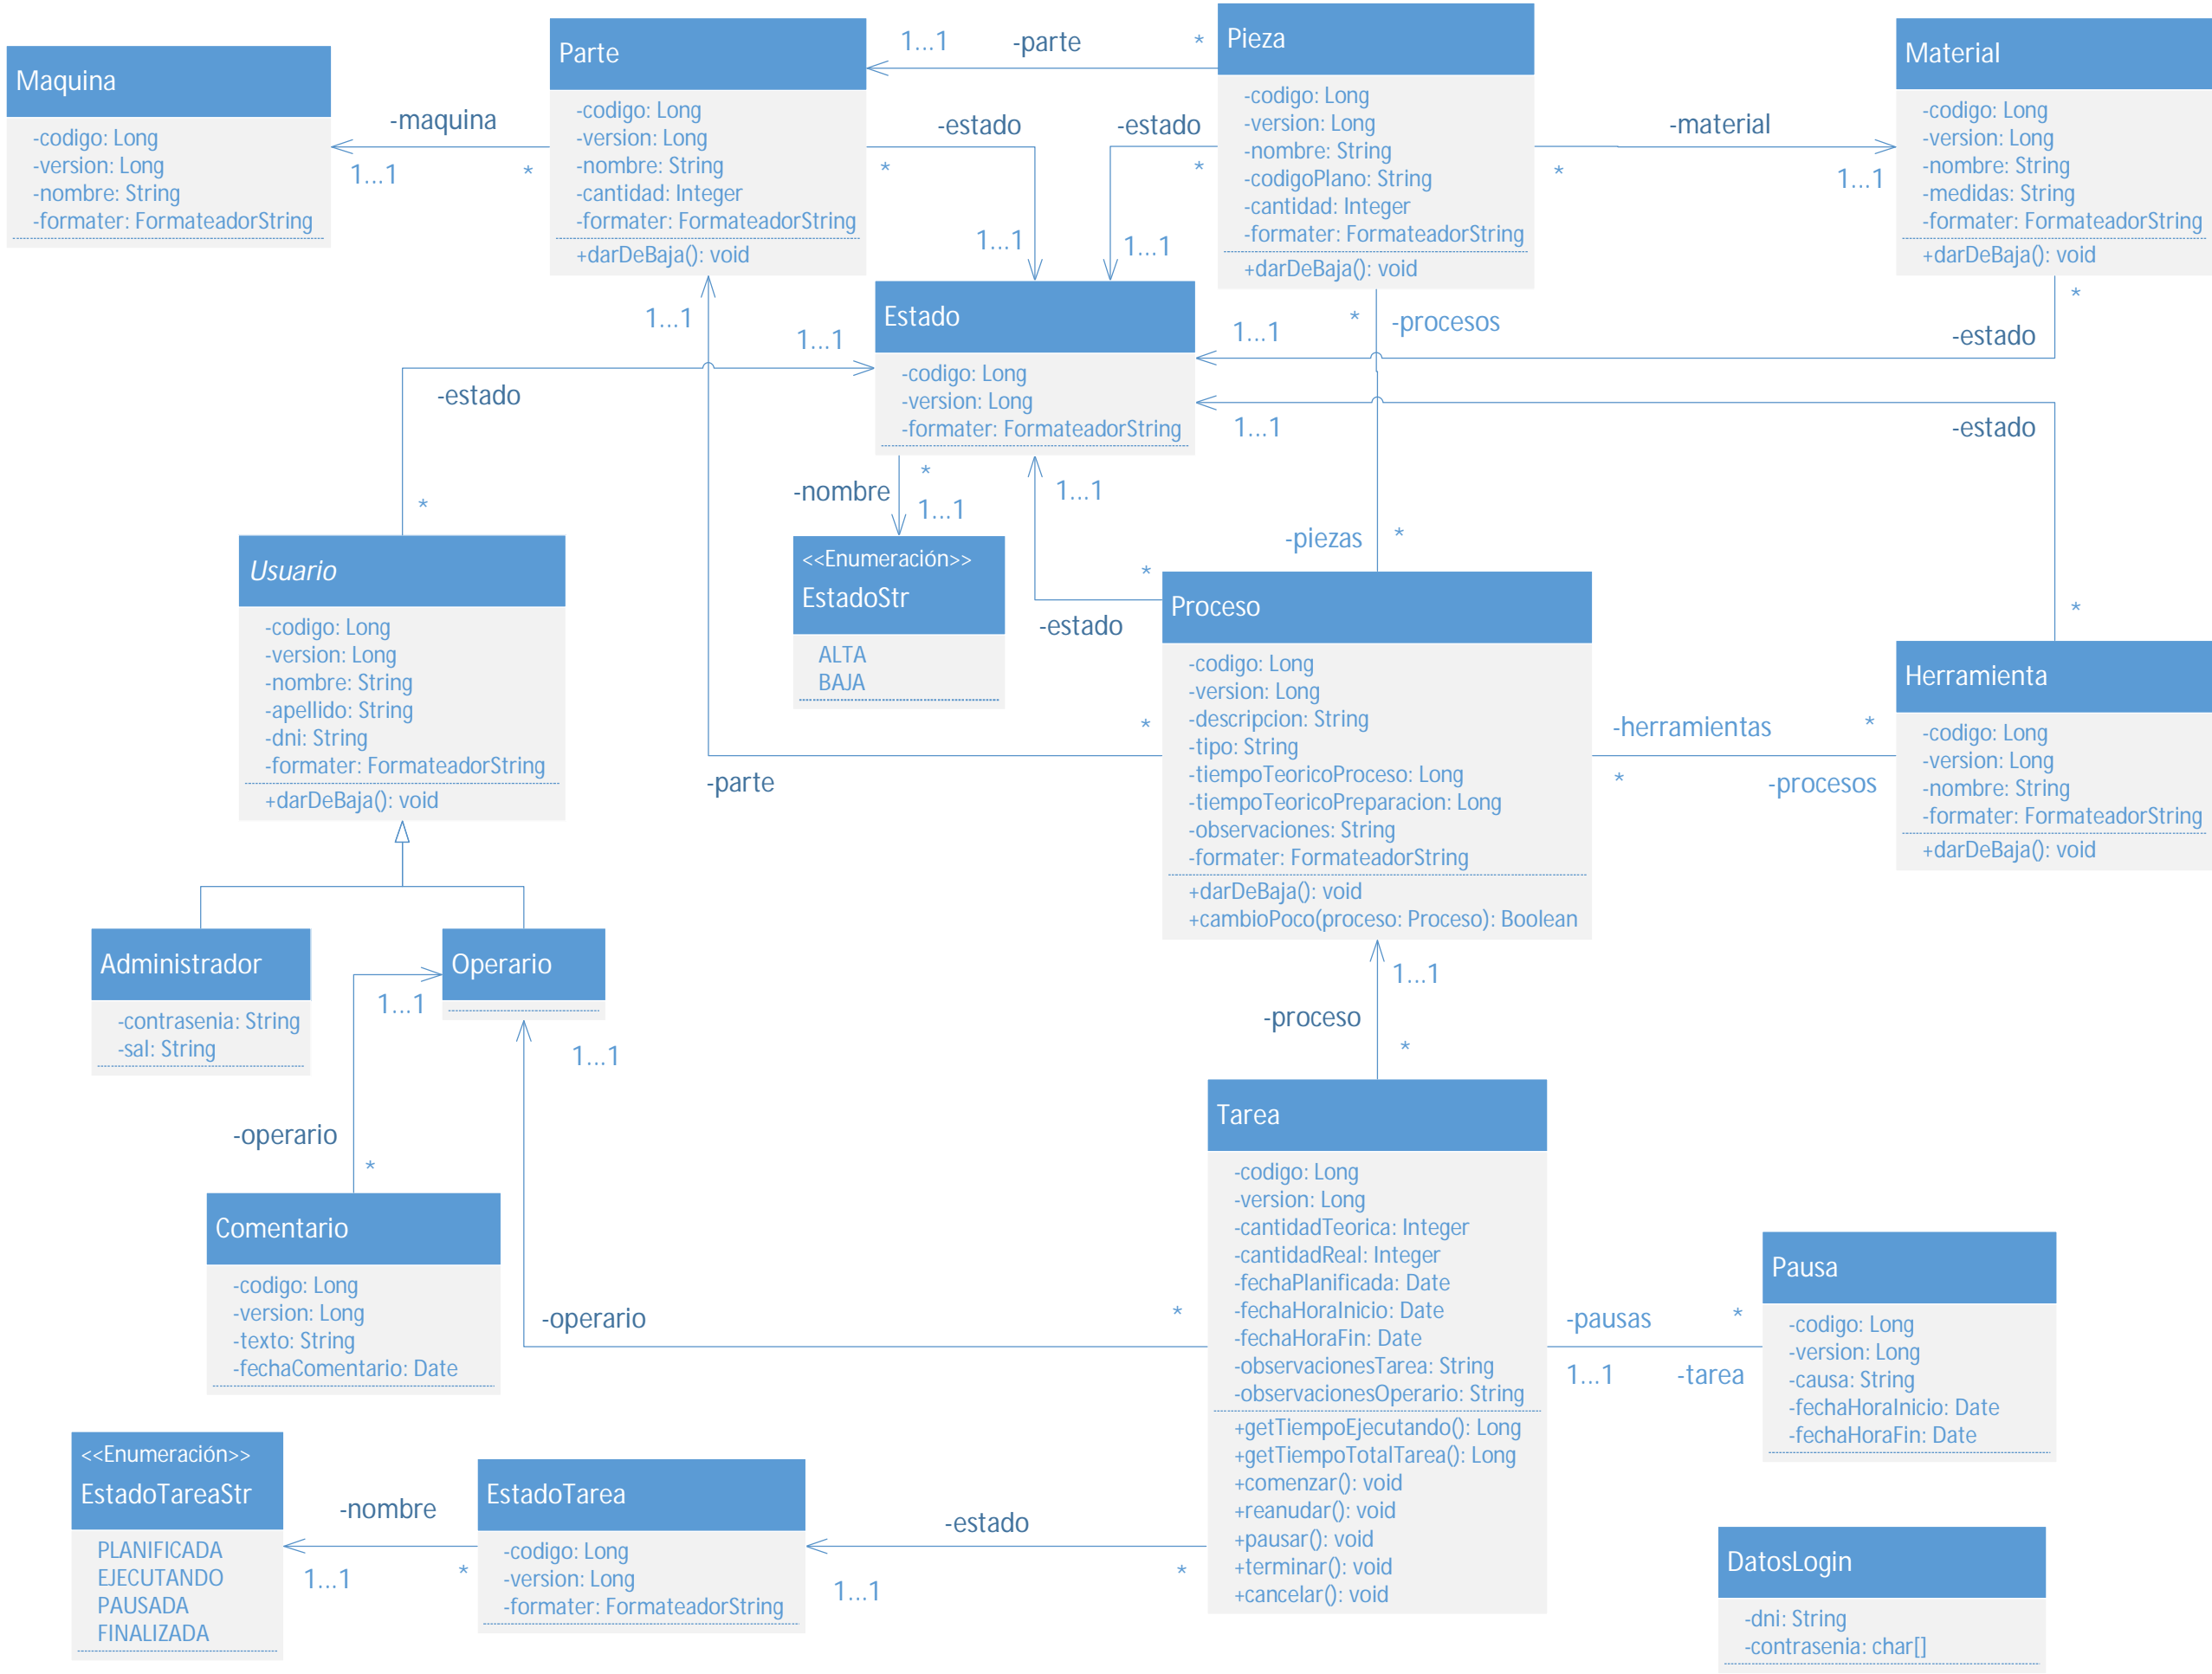 Maquina
-codigo: Long
-version: Long
-nombre: String
-formater: FormateadorString
-maquina
1...1
*
Parte
-codigo: Long
-version: Long
-nombre: String
-cantidad: Integer
-formater: FormateadorString
+darDeBaja(): void
1...1
-parte
*
-estado
*
1...1
-estado
*
1...1
Pieza
-codigo: Long
-version: Long
-nombre: String
-codigoPlano: String
-cantidad: Integer
-formater: FormateadorString
+darDeBaja(): void
-material
*
1...1
Material
-codigo: Long
-version: Long
-nombre: String
-medidas: String
-formater: FormateadorString
+darDeBaja(): void
*
-estado
1...1
1...1
1...1
-estado
*
Estado
-codigo: Long
-version: Long
-formater: FormateadorString
*
-procesos
1...1
-estado
*
-nombre
*
1...1
1...1
-piezas
*
*
-estado
<<Enumeración>>
EstadoStr
ALTA
BAJA
Usuario
-codigo: Long
-version: Long
-nombre: String
-apellido: String
-dni: String
-formater: FormateadorString
+darDeBaja(): void
*
-parte
Proceso
-codigo: Long
-version: Long
-descripcion: String
-tipo: String
-tiempoTeoricoProceso: Long
-tiempoTeoricoPreparacion: Long
-observaciones: String
-formater: FormateadorString
+darDeBaja(): void
+cambioPoco(proceso: Proceso): Boolean
-herramientas
*
*
-procesos
Herramienta
-codigo: Long
-version: Long
-nombre: String
-formater: FormateadorString
+darDeBaja(): void
Administrador
-contrasenia: String
-sal: String
Operario
1...1
1...1
-operario
*
1...1
-proceso
*
Comentario
-codigo: Long
-version: Long
-texto: String
-fechaComentario: Date
-operario
*
Tarea
-codigo: Long
-version: Long
-cantidadTeorica: Integer
-cantidadReal: Integer
-fechaPlanificada: Date
-fechaHoraInicio: Date
-fechaHoraFin: Date
-observacionesTarea: String
-observacionesOperario: String
+getTiempoEjecutando(): Long
+getTiempoTotalTarea(): Long
+comenzar(): void
+reanudar(): void
+pausar(): void
+terminar(): void
+cancelar(): void
-pausas
*
1...1
-tarea
Pausa
-codigo: Long
-version: Long
-causa: String
-fechaHoraInicio: Date
-fechaHoraFin: Date
<<Enumeración>>
EstadoTareaStr
PLANIFICADA
EJECUTANDO
PAUSADA
FINALIZADA
-nombre
1...1
*
EstadoTarea
-codigo: Long
-version: Long
-formater: FormateadorString
-estado
1...1
*
DatosLogin
-dni: String
-contrasenia: char[]